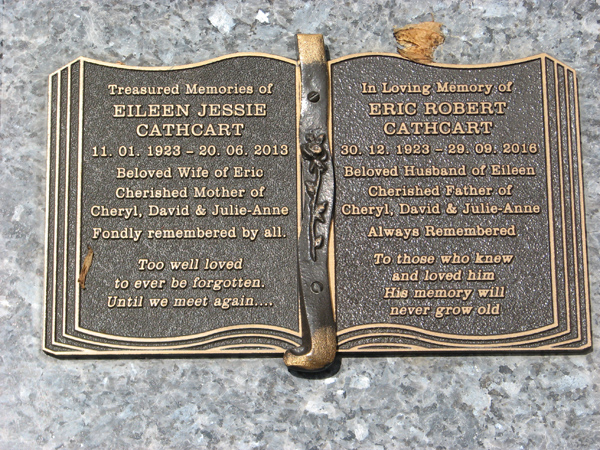 Treasured Memories of
EILEEN JESSIE
CATHCART
11. 01. 1923 – 20. 06. 2013
Beloved Wife of Eric
Cherished Mother of
Cheryl, David & Julie-Anne
Fondly remembered by all.
Too well loved
to ever be forgotten.
Until we meet again....
In Loving Memory of
ERIC ROBERT
CATHCART
30. 12. 1923 – 29. 09. 2016
Beloved Husband of Eileen
Cherished Father of
Cheryl, David & Julie-Anne
Always Remembered
To those who knew
and loved him
His memory will
never grow old